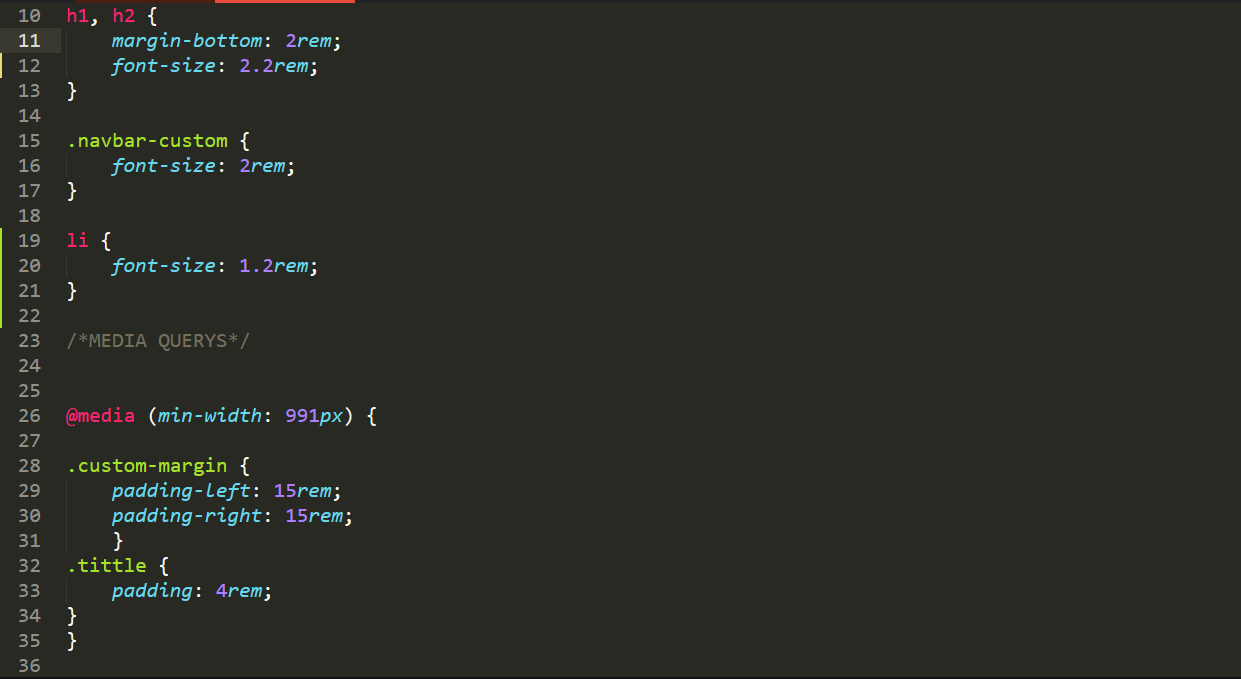 10 h1, h2 {
11     margin-bottom: 2rem;
12     font-size: 2.2rem;
13 }
14
15 .navbar-custom {
16     font-size: 2rem;
17 }
18
19 li {
20     font-size: 1.2rem;
21 }
22
23 /*MEDIA QUERYS*/
24
25
26 @media (min-width: 991px) {
27
28 .custom-margin {
29     padding-left: 15rem;
30     padding-right: 15rem;
31     }
32 .tittle {
33     padding: 4rem;
34 }
35 }
36